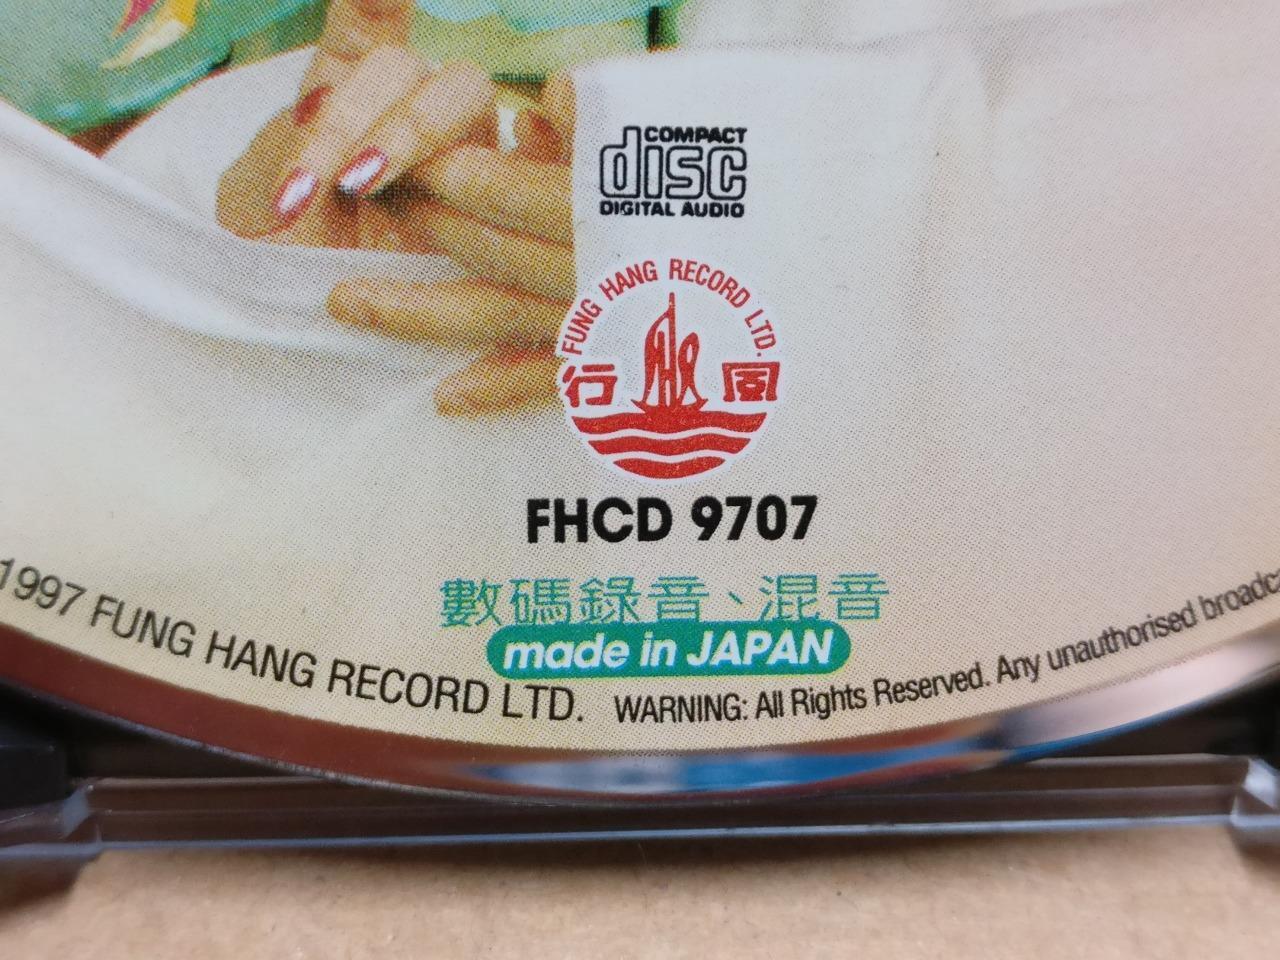 COMPACT
disc
DIGITAL AUDIO
FUNG HANG RECORD LTD.
行 風
FHCD 9707
數碼錄音、混音
made in JAPAN
1997 FUNG HANG RECORD LTD. WARNING: All Rights Reserved. Any unauthorised